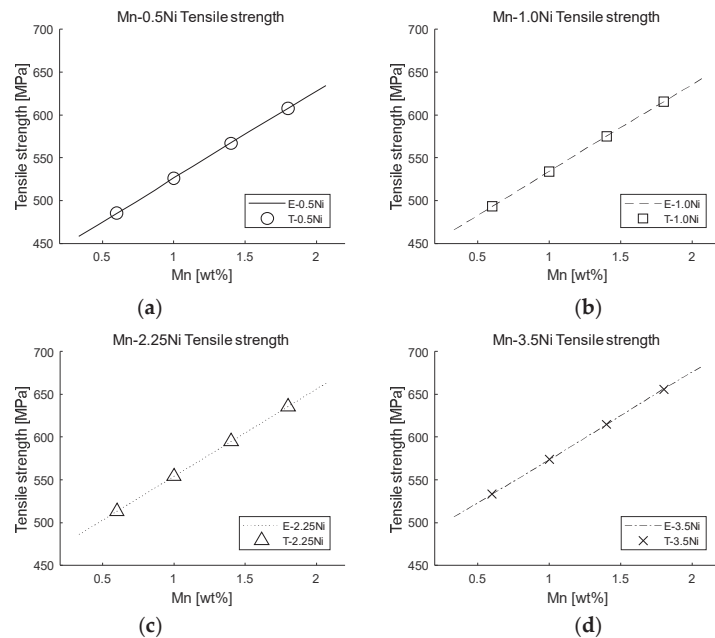 Mn-0.5Ni Tensile strength
700
650
600
550
500
450
Tensile strength [MPa]
0.5
1
1.5
2
Mn [wt%]
E-0.5Ni
T-0.5Ni
(a)
Mn-1.0Ni Tensile strength
700
650
600
550
500
450
Tensile strength [MPa]
0.5
1
1.5
2
Mn [wt%]
E-1.0Ni
T-1.0Ni
(b)
Mn-2.25Ni Tensile strength
700
650
600
550
500
450
Tensile strength [MPa]
0.5
1
1.5
2
Mn [wt%]
E-2.25Ni
T-2.25Ni
(c)
Mn-3.5Ni Tensile strength
700
650
600
550
500
450
Tensile strength [MPa]
0.5
1
1.5
2
Mn [wt%]
E-3.5Ni
T-3.5Ni
(d)